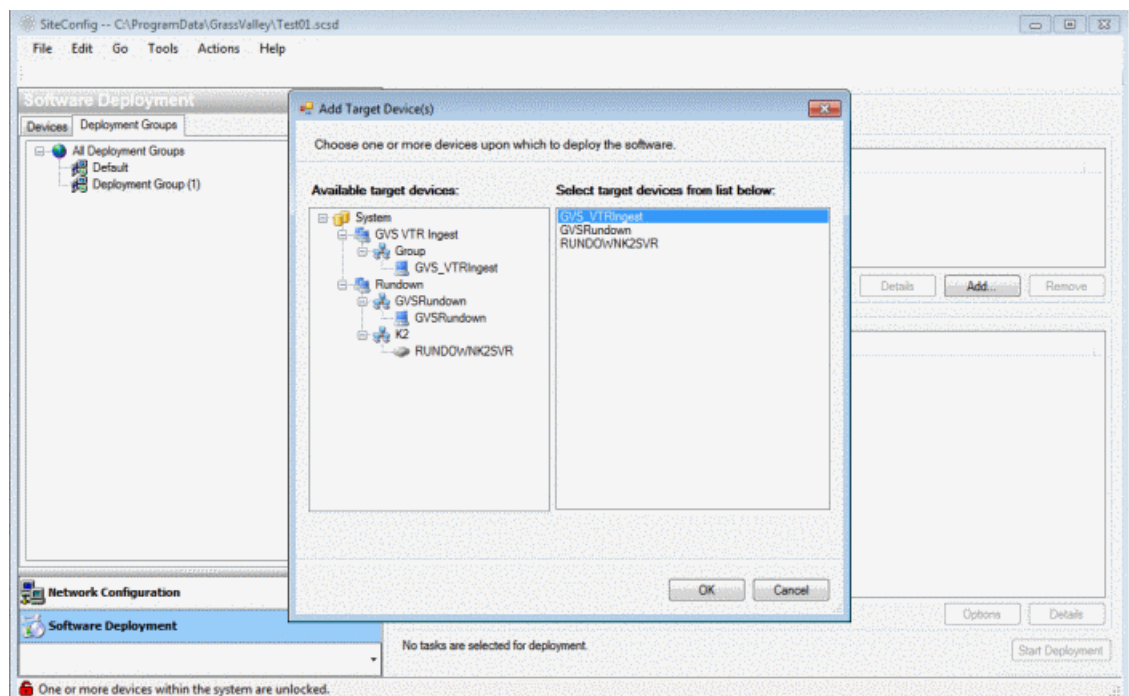 SiteConfig -- C:\ProgramData\GrassValley\Test01.scsd
File Edit Go Tools Actions Help
Software Deployment
Devices Deployment Groups
All Deployment Groups
Default
Deployment Group (1)
Add Target Device(s)
Choose one or more devices upon which to deploy the software.
Available target devices:
System
GVS VTR Ingest
Group
GVS_VTRIngest
Rundown
GVSRundown
GVSRundown
K2
RUNDOWNK2SVR
Select target devices from list below:
GVS_VTRIngest
GVSRundown
RUNDOWNK2SVR
OK Cancel
Details Add... Remove
Network Configuration
Software Deployment
Options Details
No tasks are selected for deployment.
Start Deployment
One or more devices within the system are unlocked.